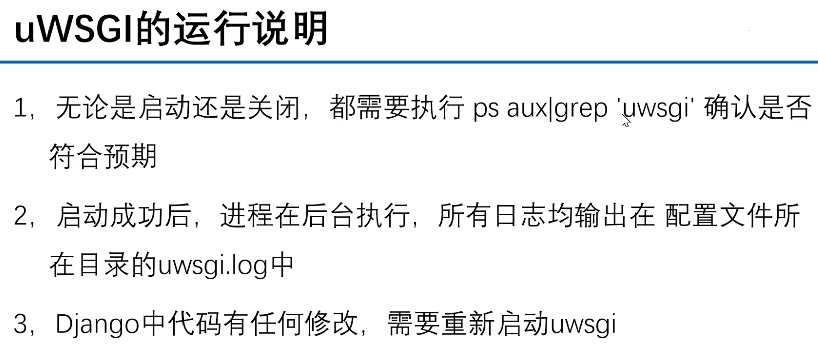 uWSGI的运行说明
1，无论是启动还是关闭，都需要执行 ps aux|grep 'uwsgi' 确认是否
符合预期
2，启动成功后，进程在后台执行，所有日志均输出在 配置文件所
在目录的uwsgi.log中
3，Django中代码有任何修改，需要重新启动uwsgi